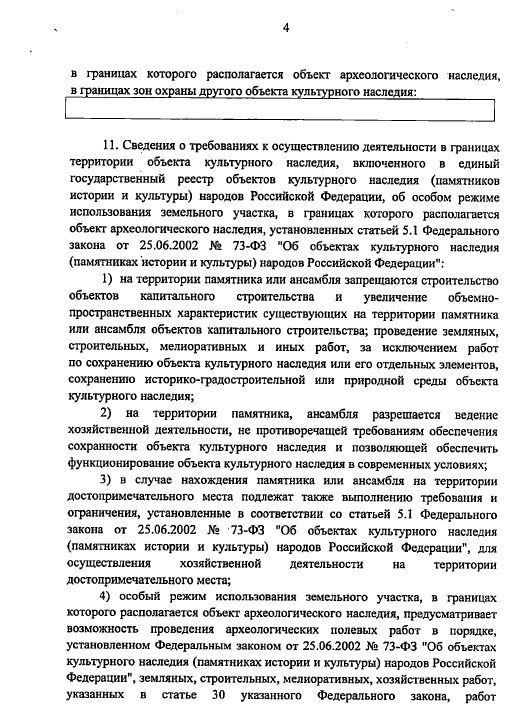 4
в границах которого располагается объект археологического наследия,
в границах зон охраны другого объекта культурного наследия:
11. Сведения о требованиях к осуществлению деятельности в границах
территории объекта культурного наследия, включенного в единый
государственный реестр объектов культурного наследия (памятников
истории и культуры) народов Российской Федерации, об особом режиме
использования земельного участка, в границах которого располагается
объект археологического наследия, установленных статьей 5.1 Федерального
закона от 25.06.2002 № 73-ФЗ "Об объектах культурного наследия
(памятниках истории и культуры) народов Российской Федерации":
1) на территории памятника или ансамбля запрещаются строительство
объектов капитального строительства и увеличение объемно-
пространственных характеристик существующих на территории памятника
или ансамбля объектов капитального строительства; проведение земляных,
строительных, мелиоративных и иных работ, за исключением работ
по сохранению объекта культурного наследия или его отдельных элементов,
сохранению историко-градостроительной или природной среды объекта
культурного наследия;
2) на территории памятника, ансамбля разрешается ведение
хозяйственной деятельности, не противоречащей требованиям обеспечения
сохранности объекта культурного наследия и позволяющей обеспечить
функционирование объекта культурного наследия в современных условиях;
3) в случае нахождения памятника или ансамбля на территории
достопримечательного места подлежат также выполнению требования и
ограничения, установленные в соответствии со статьей 5.1 Федерального
закона от 25.06.2002 № 73-ФЗ "Об объектах культурного наследия
(памятниках истории и культуры) народов Российской Федерации", для
осуществления хозяйственной деятельности на территории
достопримечательного места;
4) особый режим использования земельного участка, в границах
которого располагается объект археологического наследия, предусматривает
возможность проведения археологических полевых работ в порядке,
установленном Федеральным законом от 25.06.2002 № 73-ФЗ "Об объектах
культурного наследия (памятниках истории и культуры) народов Российской
Федерации", земляных, строительных, мелиоративных, хозяйственных работ,
указанных в статье 30 указанного Федерального закона, работ